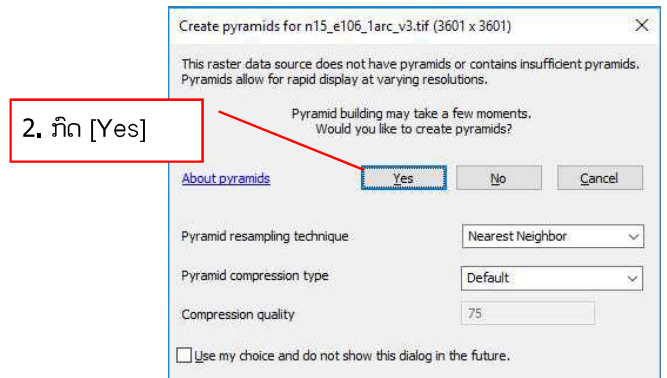 Create pyramids for n15_e106_1arc_v3.tif (3601 x 3601)
This raster data source does not have pyramids or contains insufficient pyramids.
Pyramids allow for rapid display at varying resolutions.
Pyramid building may take a few moments.
Would you like to create pyramids?
2. ກົດ [Yes]
About pyramids
Yes No Cancel
Pyramid resampling technique Nearest Neighbor
Pyramid compression type Default
Compression quality 75
Use my choice and do not show this dialog in the future.